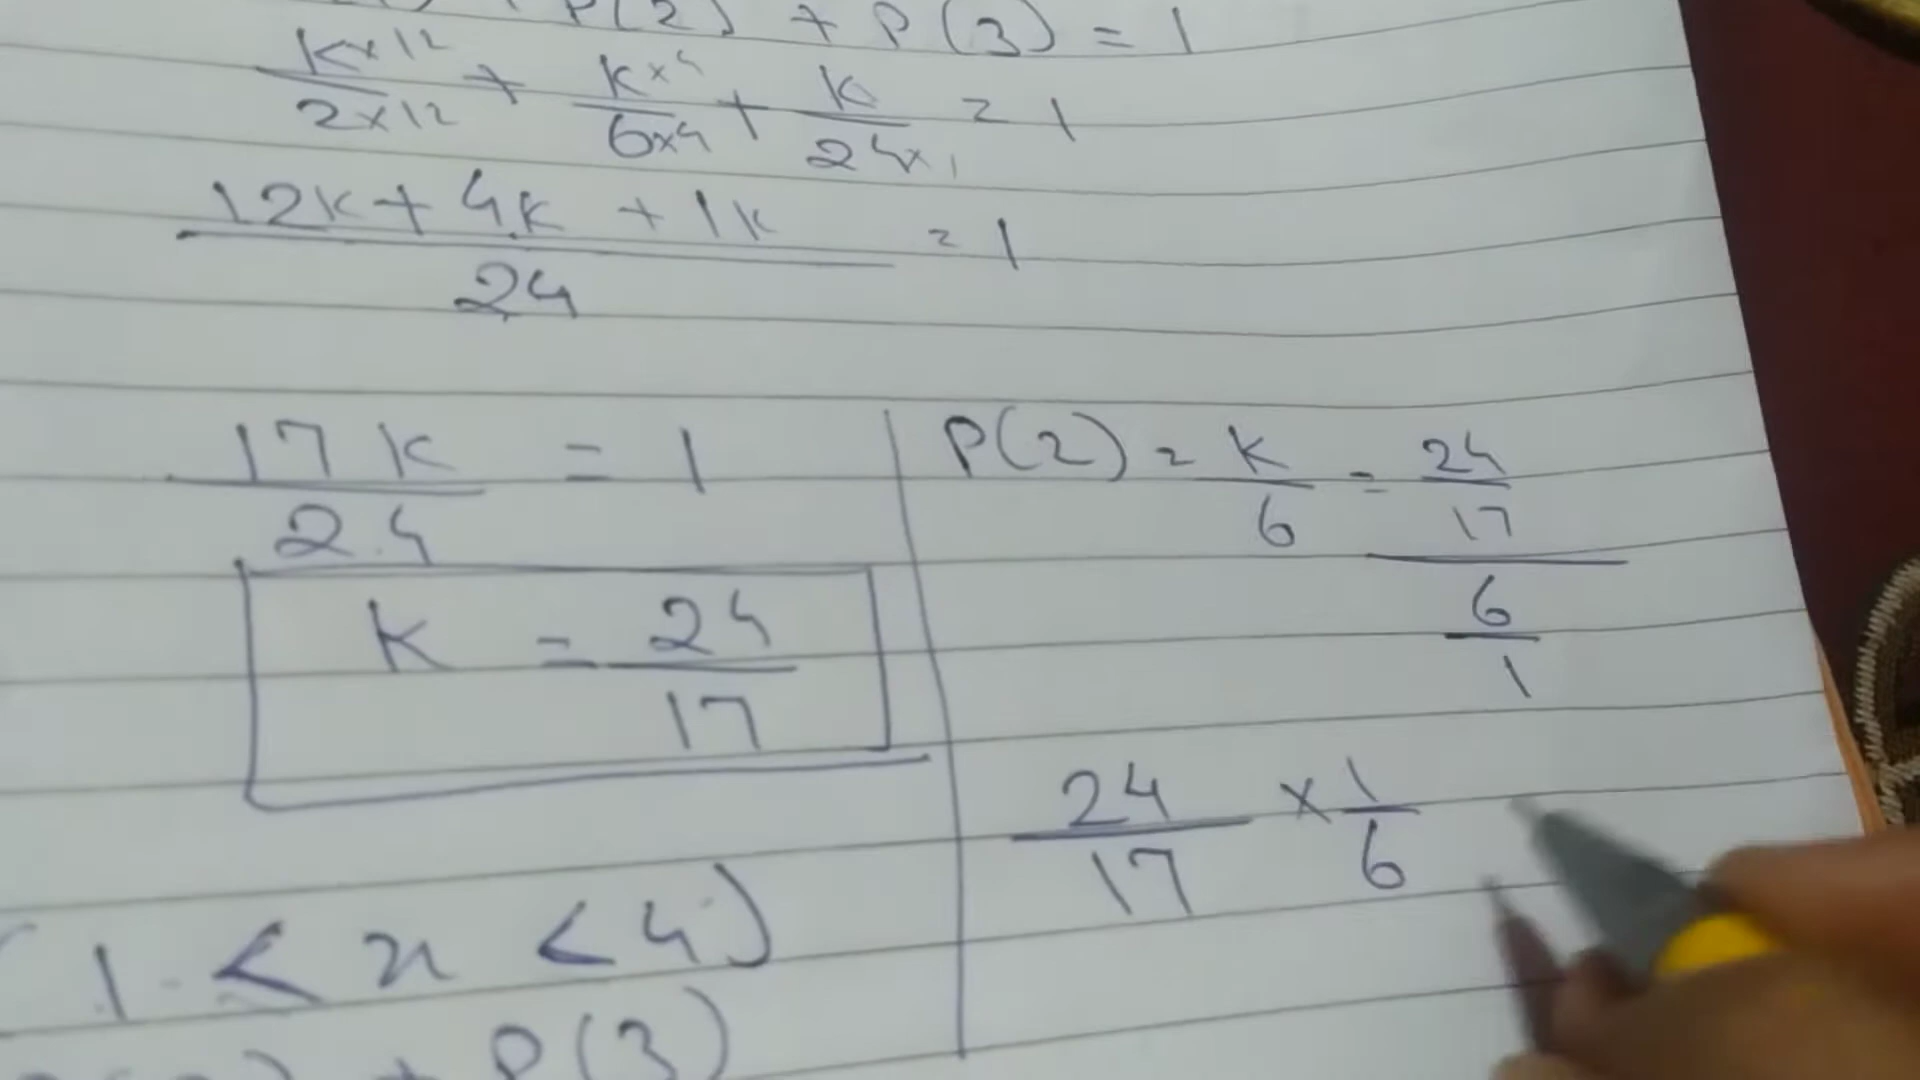 P(2) + P(3) = 1
K×12/2×12 + K×4/6×4 + K/24×1 = 1
12K + 4K + 1K / 24 = 1
17K/24 = 1
K = 24/17
(1 < x < 4)
+ P(3)
P(2) = K/6 = 24/17 / 6/1
24/17 × 1/6